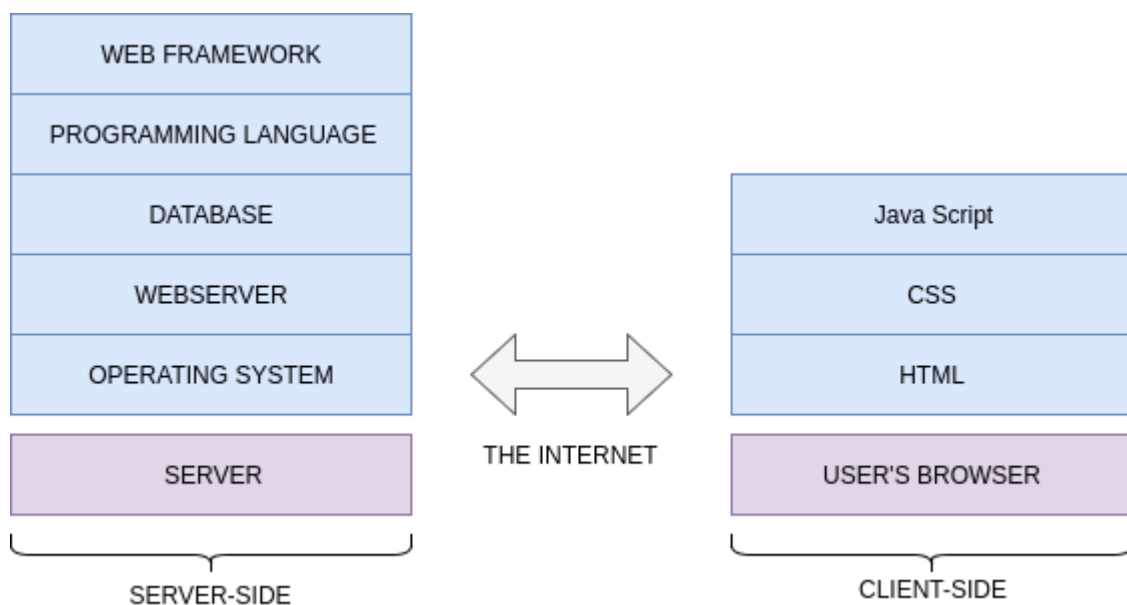 WEB FRAMEWORK
PROGRAMMING LANGUAGE
DATABASE
WEBSERVER
OPERATING SYSTEM
SERVER
SERVER-SIDE
THE INTERNET
Java Script
CSS
HTML
USER'S BROWSER
CLIENT-SIDE